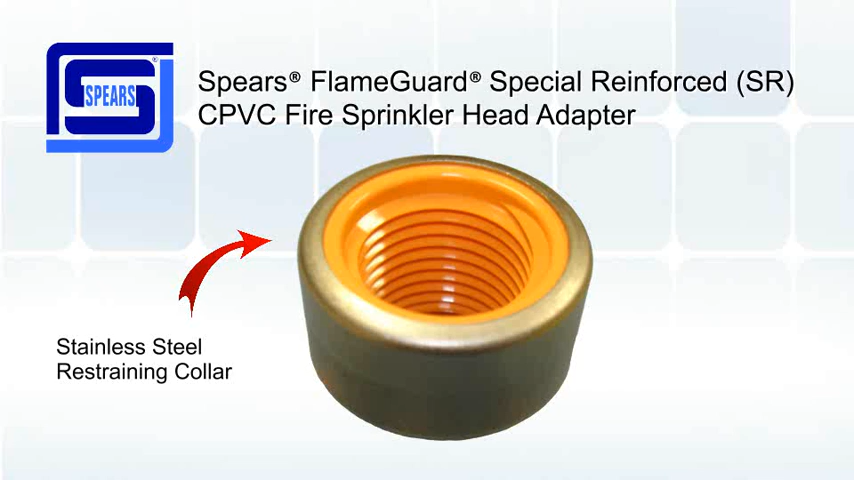 SPEARS®
Spears® FlameGuard® Special Reinforced (SR)
CPVC Fire Sprinkler Head Adapter
Stainless Steel
Restraining Collar